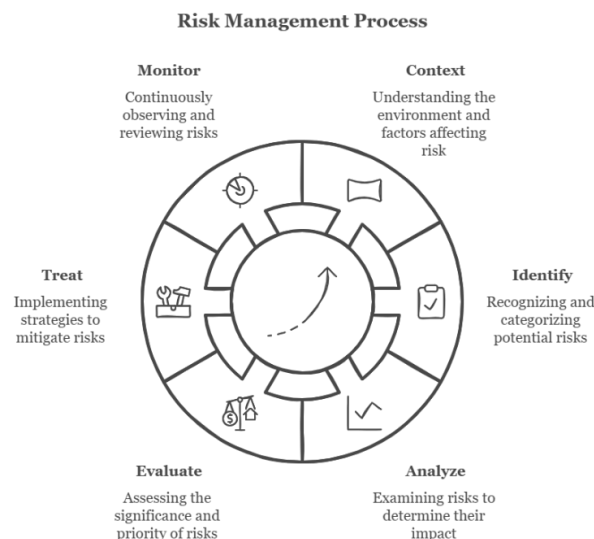 Risk Management Process
Monitor
Continuously
observing and
reviewing risks
Context
Understanding the
environment and
factors affecting
risk
Treat
Implementing
strategies to
mitigate risks
Identify
Recognizing and
categorizing
potential risks
$
Evaluate
Assessing the
significance and
priority of risks
Analyze
Examining risks to
determine their
impact